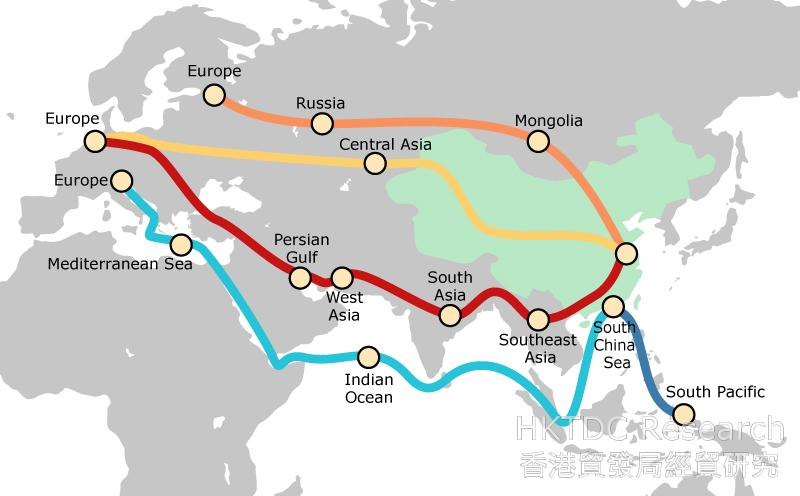 Europe
Russia
Europe
Mongolia
Central Asia
Europe
Persian
Gulf
Mediterranean Sea
West
Asia
South
Asia
Southeast
Asia
South
China
Sea
Indian
Ocean
South Pacific
HKTDC Research
香港貿發局經貿研究